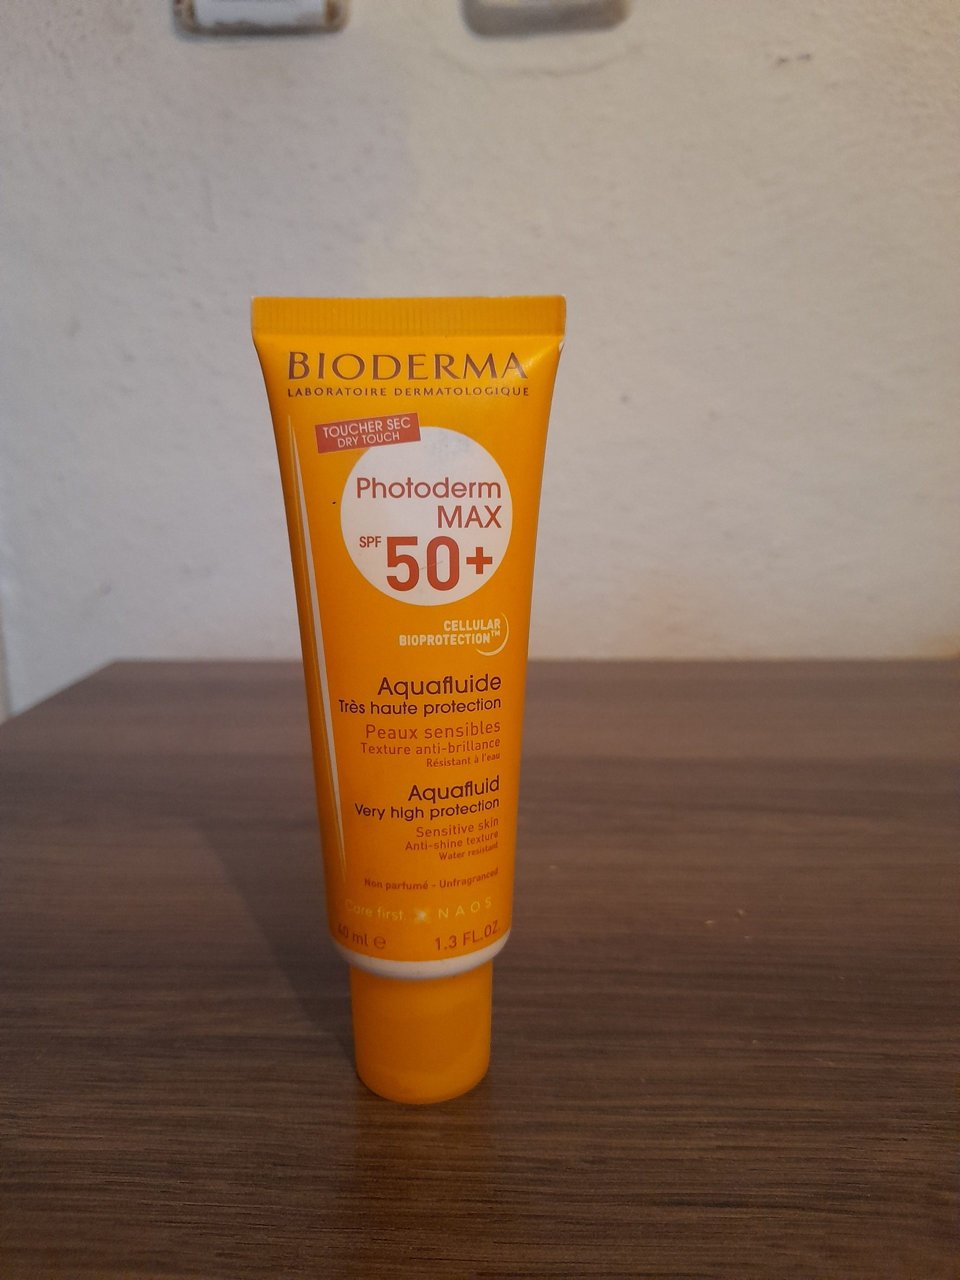 BIODERMA
LABORATOIRE DERMATOLOGIQUE
TOUCHER SEC
DRY TOUCH
Photoderm
MAX
SPF 50+
CELLULAR
BIOPROTECTION™
Aquafluide
Très haute protection
Peaux sensibles
Texture anti-brillance
Résistant à l'eau
Aquafluid
Very high protection
Sensitive skin
Anti-shine texture
Water resistant
Non parfumé - Unfragranced
Care first NAOS
40 ml ℮ 1.3 FL.OZ.